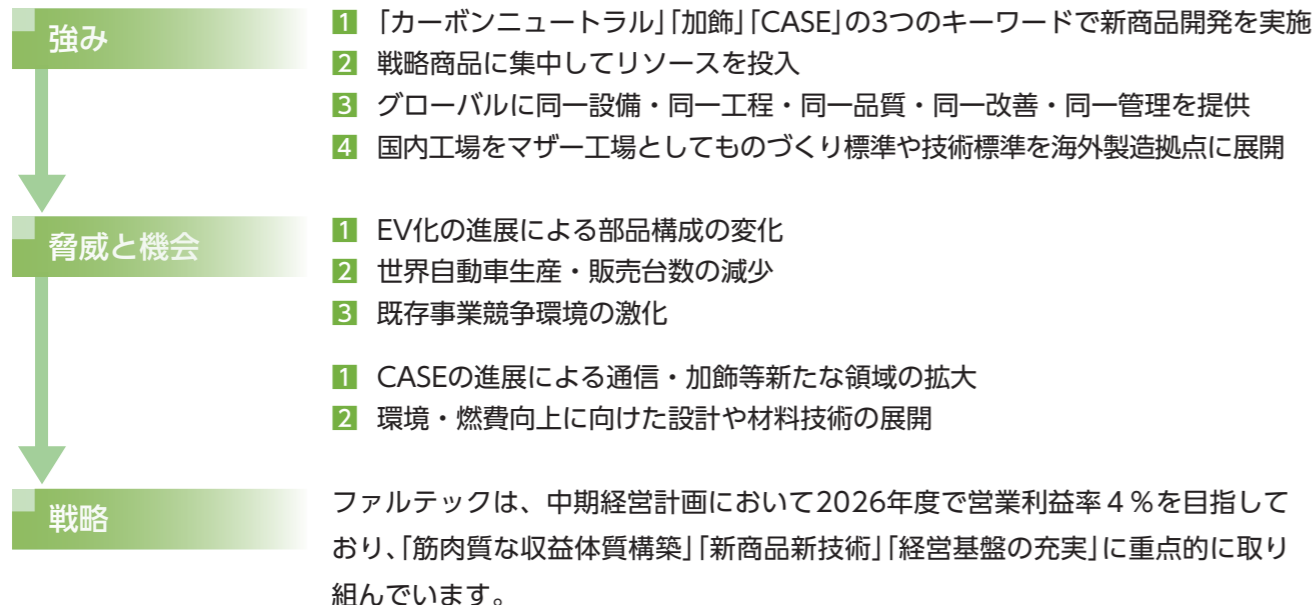 強み
1 「カーボンニュートラル」「加飾」「CASE」の3つのキーワードで新商品開発を実施
2 戦略商品に集中してリソースを投入
3 グローバルに同一設備・同一工程・同一品質・同一改善・同一管理を提供
4 国内工場をマザー工場としてものづくり標準や技術標準を海外製造拠点に展開
脅威と機会
1 EV化の進展による部品構成の変化
2 世界自動車生産・販売台数の減少
3 既存事業競争環境の激化
1 CASEの進展による通信・加飾等新たな領域の拡大
2 環境・燃費向上に向けた設計や材料技術の展開
戦略
ファルテックは、中期経営計画において2026年度で営業利益率４％を目指して
おり、「筋肉質な収益体質構築」「新商品新技術」「経営基盤の充実」に重点的に取り
組んでいます。